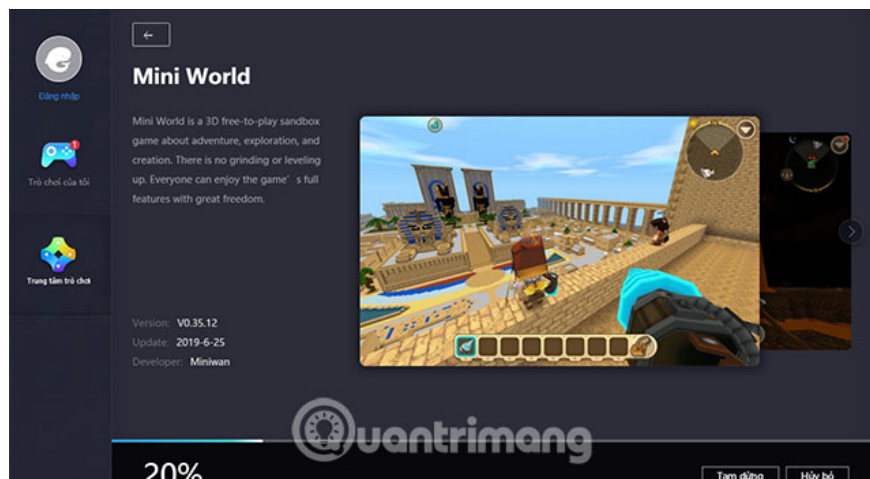 Đăng nhập
1
Trò chơi của tôi
Trung tâm trò chơi
←
Mini World
Mini World is a 3D free-to-play sandbox
game about adventure, exploration, and
creation. There is no grinding or leveling
up. Everyone can enjoy the game's full
features with great freedom.
Version: V0.35.12
Update: 2019-6-25
Developer: Miniwan
Quantrimang
20%
Tạm dừng
Hủy bỏ